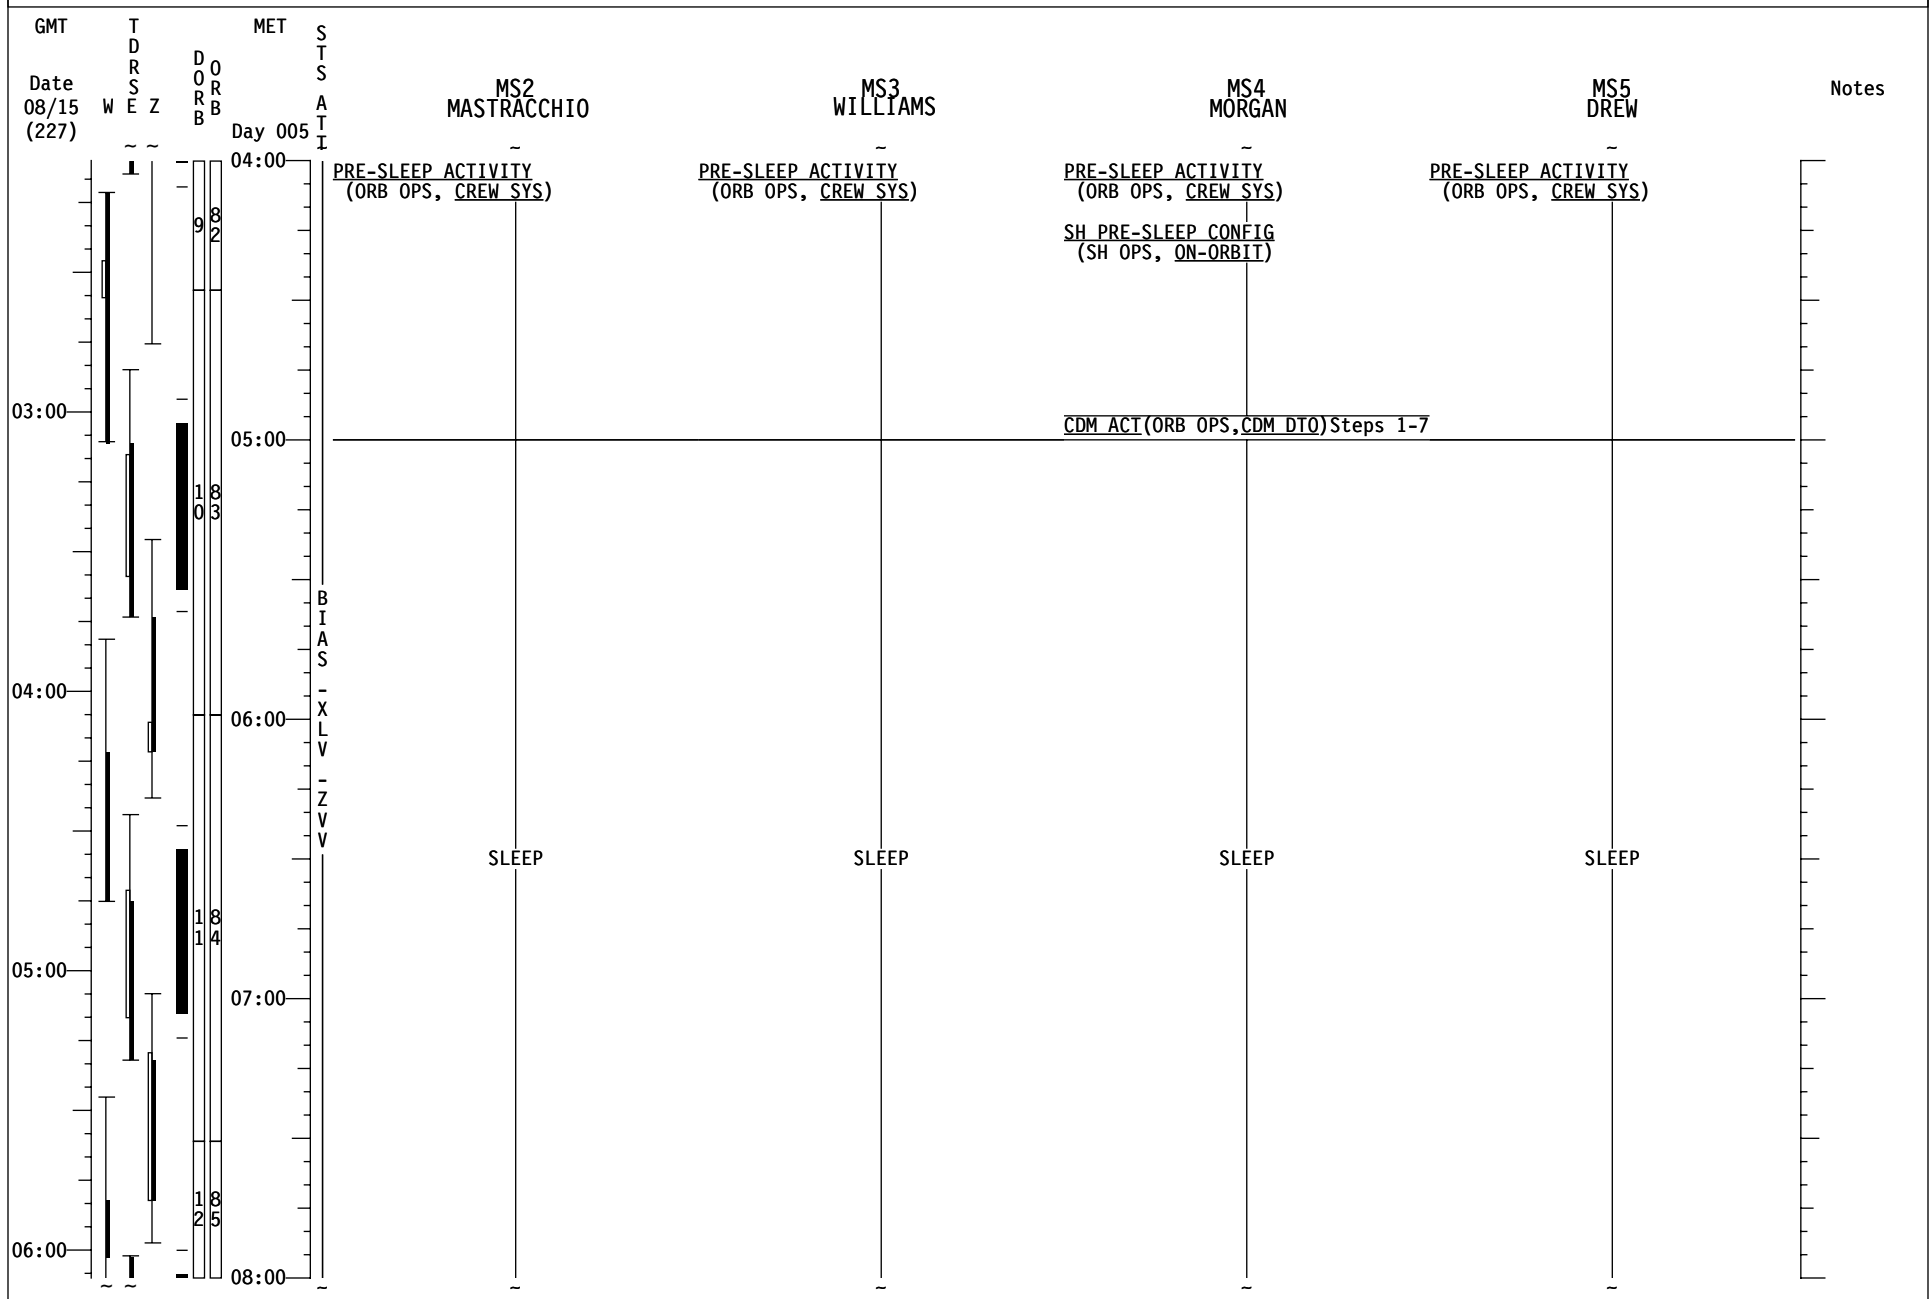 GMT
TDRS
MET
STS ATT
Date
08/15
(227)
W E Z
DORB
ORB
Day 005
MS2
MASTRACCHIO
MS3
WILLIAMS
MS4
MORGAN
MS5
DREW
Notes
~ ~ ~ ~ ~ ~
04:00
PRE-SLEEP ACTIVITY
(ORB OPS, CREW SYS)
PRE-SLEEP ACTIVITY
(ORB OPS, CREW SYS)
PRE-SLEEP ACTIVITY
(ORB OPS, CREW SYS)
PRE-SLEEP ACTIVITY
(ORB OPS, CREW SYS)
9
82
SH PRE-SLEEP CONFIG
(SH OPS, ON-ORBIT)
03:00
CDM ACT(ORB OPS,CDM DTO)Steps 1-7
05:00
10
83
BIAS -XLV -ZVV
04:00
06:00
SLEEP
SLEEP
SLEEP
SLEEP
11
84
05:00
07:00
12
85
06:00
08:00
~ ~ ~ ~ ~ ~ ~